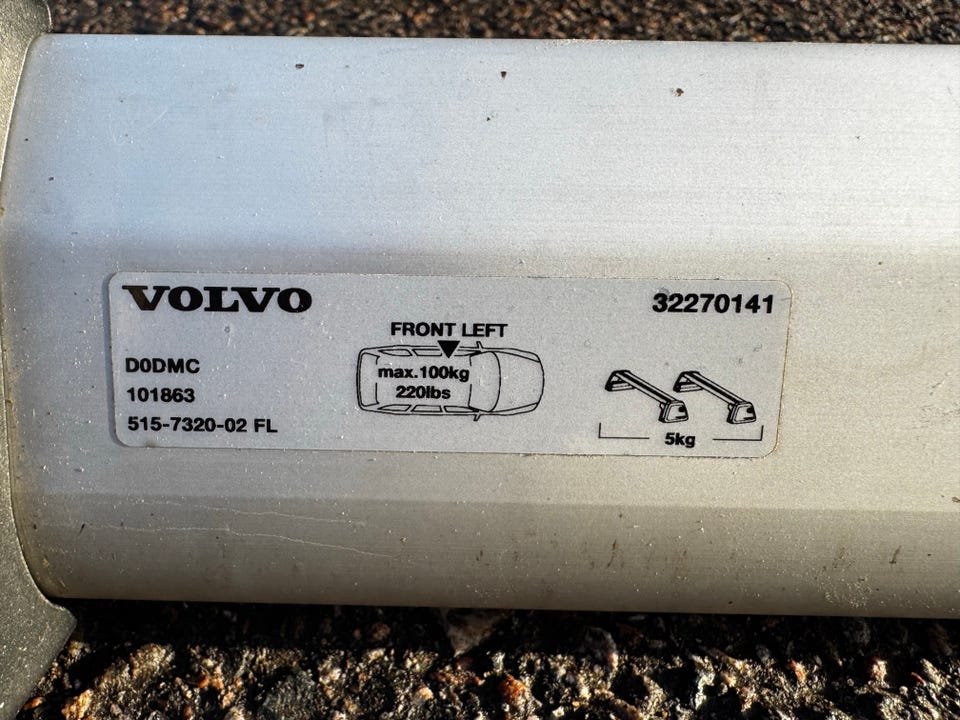 VOLVO
32270141
FRONT LEFT
D0DMC
max.100kg
101863
220lbs
515-7320-02 FL
5kg